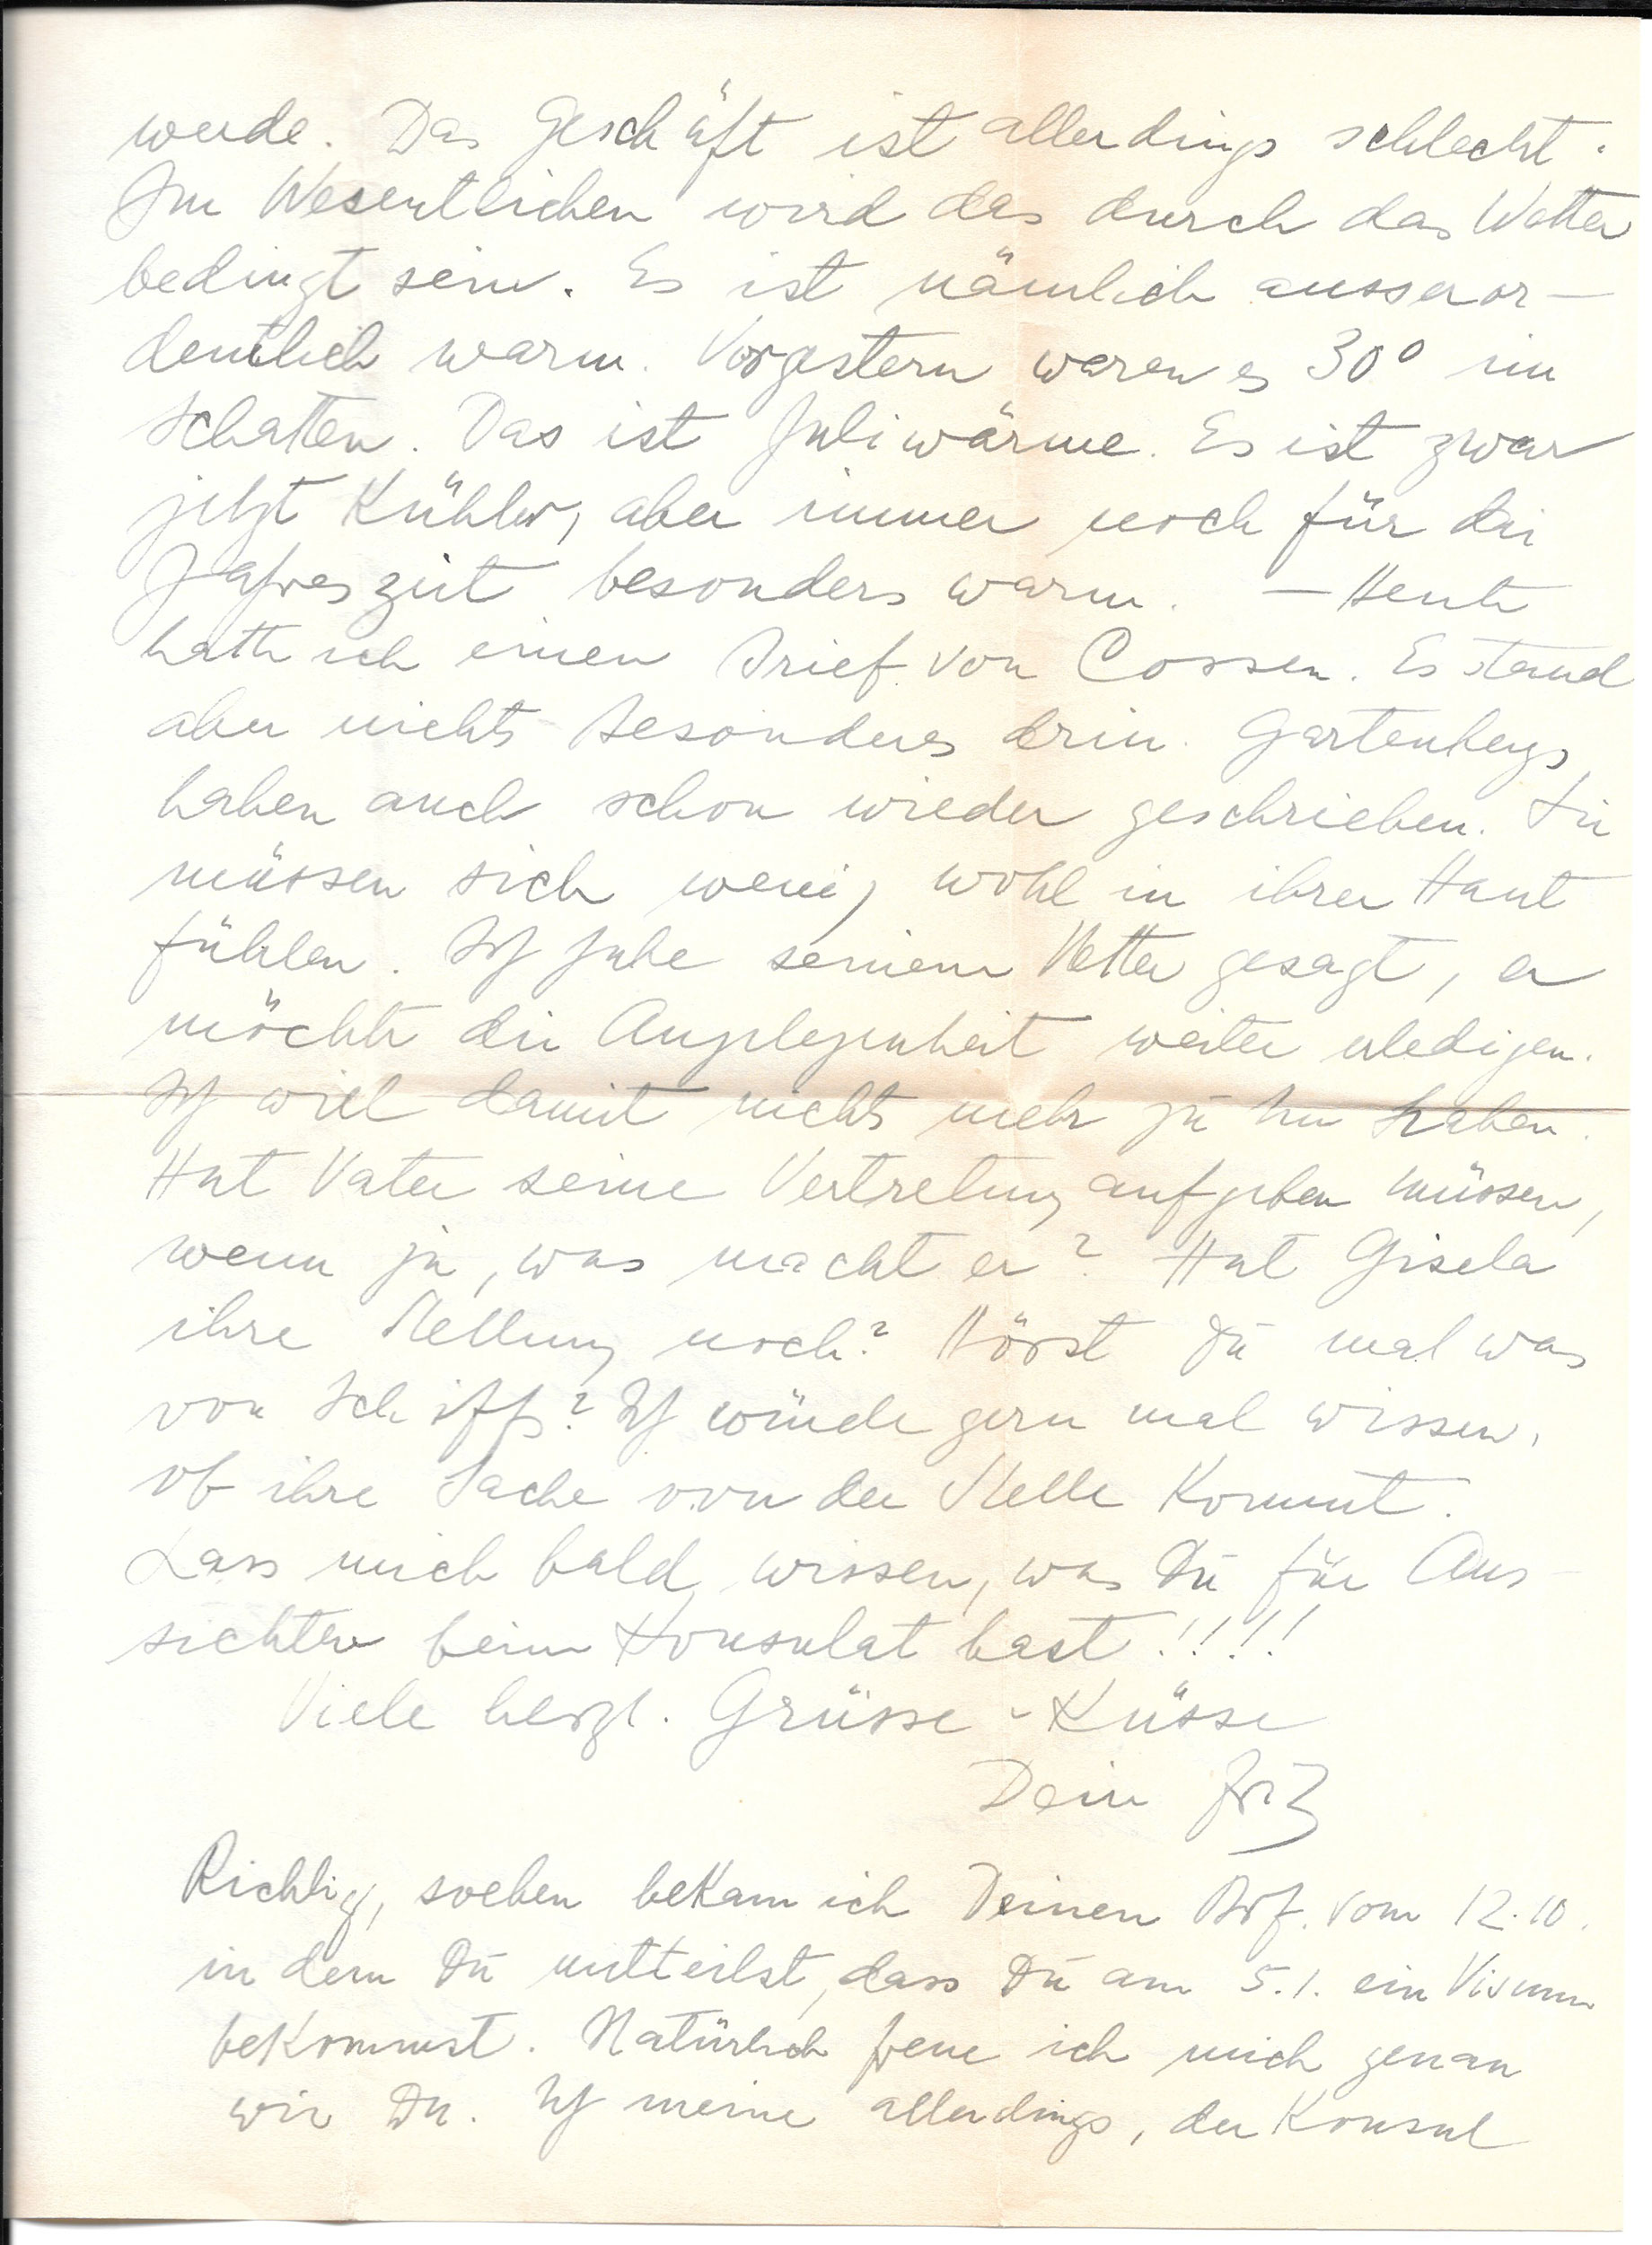 werde. Das Geschäft ist allerdings schlecht.
Im Wesentlichen wird das durch das Wetter
bedingt sein. Es ist nämlich ausseror-
dentlich warm. Vorgestern waren es 30° im
Schatten. Das ist Juliwärme. Es ist zwar
jetzt kühler, aber immer noch für die
Jahreszeit besonders warm. - Heute
hatte ich einen Brief von Cossen. Es stand
aber nichts Besonderes drin. Gartenbergs
haben auch schon wieder geschrieben. Sie
müssen sich wenig wohl in ihrer Haut
fühlen. Ich habe seinem Vetter gesagt, er
möchte die Angelegenheit weiter erledigen.
Ich will damit nichts mehr zu tun haben.
Hat Vater seine Vertretung aufgeben müssen,
wenn ja, was macht er? Hat Gisela
ihre Stellung noch? Hörst Du mal was
von Schiffs? Ich würde gern mal wissen,
ob ihre Sache von der Stelle kommt.
Lass mich bald wissen, was Du für Aus-
sichten beim Konsulat hast!!!!
Viele herzl. Grüsse - Küsse
Dein Fritz
Richtig, soeben bekam ich Deinen Brf. vom 12.10.
in dem Du mitteilst, dass Du am 5.1. ein Visum
bekommst. Natürlich freue ich mich genau
wie Du. Ich meine allerdings, der Konsul